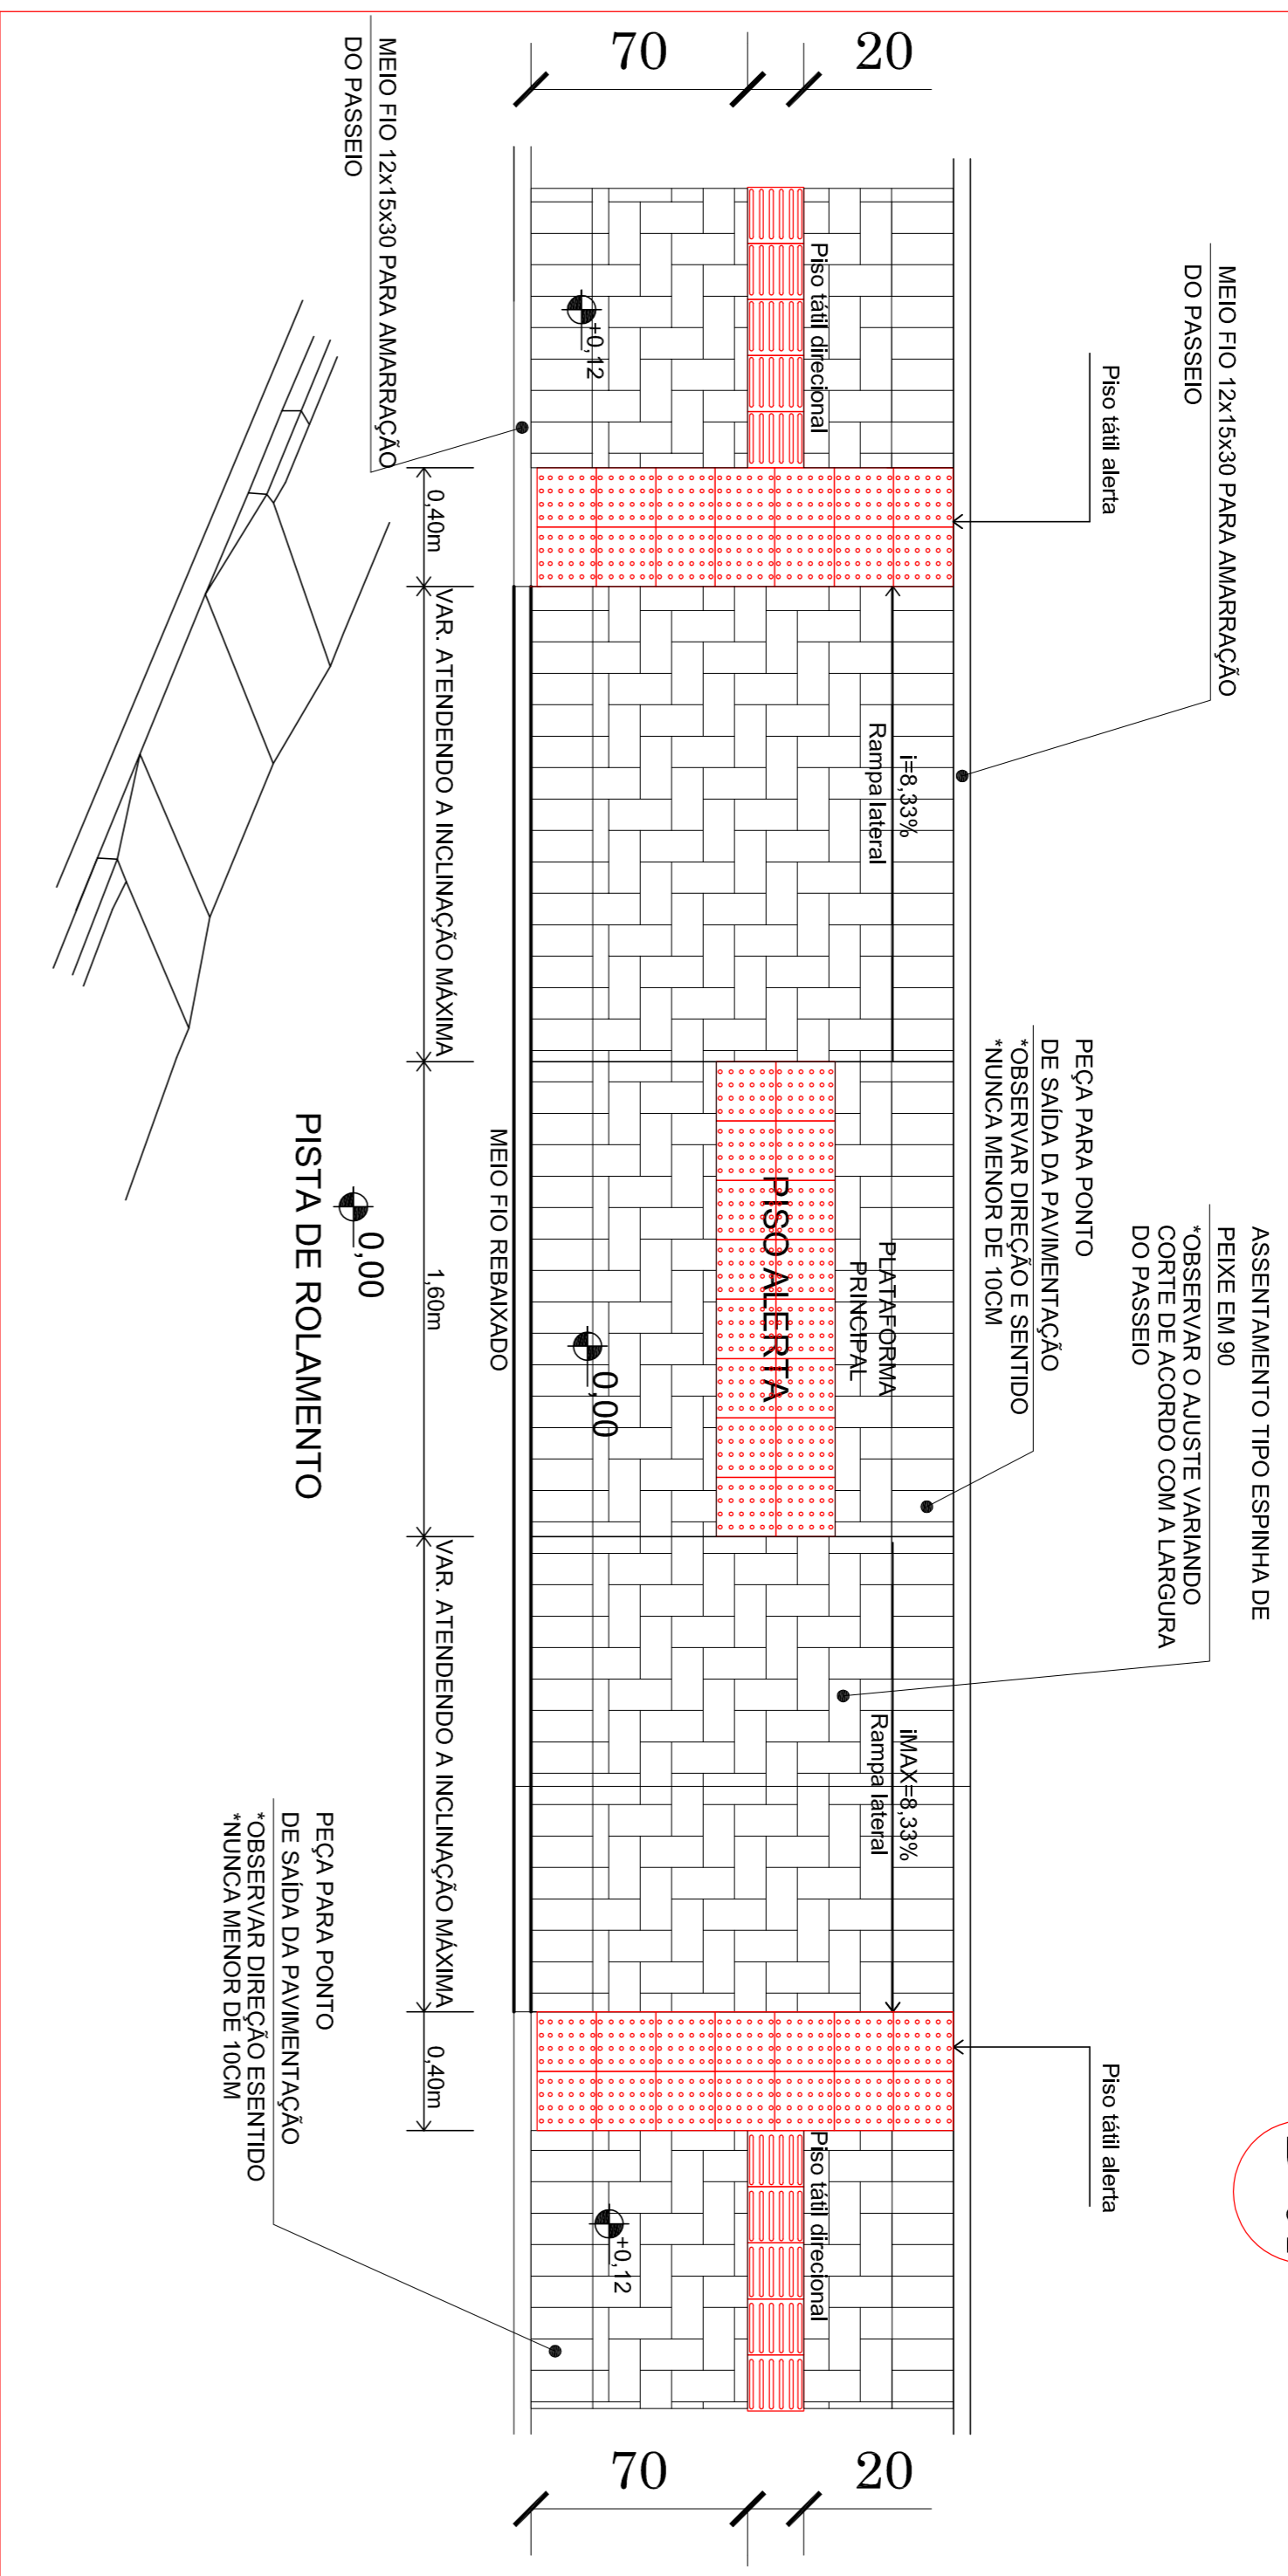 70
20
MEIO FIO 12x15x30 PARA AMARRAÇÃO
DO PASSEIO
MEIO FIO 12x15x30 PARA AMARRAÇÃO
DO PASSEIO
Piso tátil alerta
Piso tátil direcional
+0,12
0,40m
VAR. ATENDENDO A INCLINAÇÃO MÁXIMA
i=8,33%
Rampa lateral
PEÇA PARA PONTO
DE SAÍDA DA PAVIMENTAÇÃO
*OBSERVAR DIREÇÃO E SENTIDO
*NUNCA MENOR DE 10CM
ASSENTAMENTO TIPO ESPINHA DE
PEIXE EM 90
*OBSERVAR O AJUSTE VARIANDO
CORTE DE ACORDO COM A LARGURA
DO PASSEIO
PLATAFORMA
PRINCIPAL
PISO ALERTA
0,00
MEIO FIO REBAIXADO
1,60m
0,00
PISTA DE ROLAMENTO
iMAX=8,33%
Rampa lateral
VAR. ATENDENDO A INCLINAÇÃO MÁXIMA
0,40m
Piso tátil alerta
Piso tátil direcional
+0,12
PEÇA PARA PONTO
DE SAÍDA DA PAVIMENTAÇÃO
*OBSERVAR DIREÇÃO ESENTIDO
*NUNCA MENOR DE 10CM
70
20